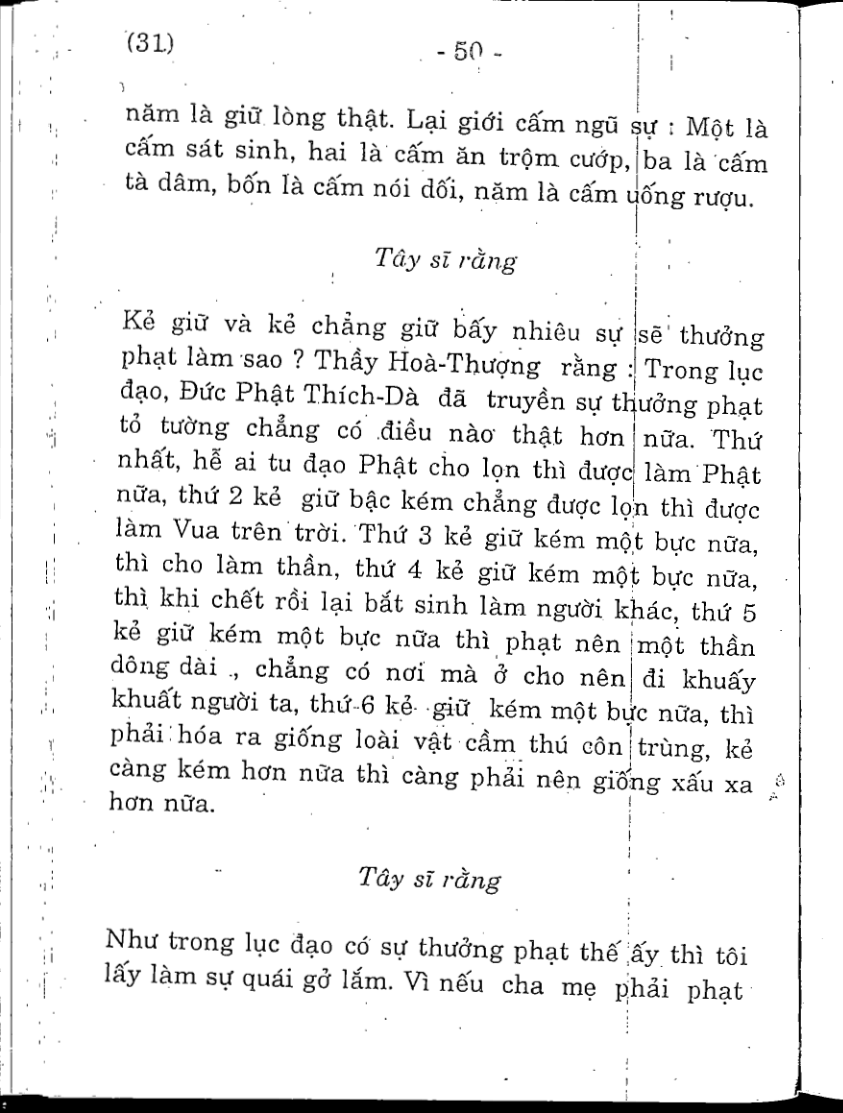 (31)
- 50 -
năm là giữ lòng thật. Lại giới cấm ngũ sự : Một là
cấm sát sinh, hai là cấm ăn trộm cướp, ba là cấm
tà dâm, bốn là cấm nói dối, năm là cấm uống rượu.
Tây sĩ rằng
Kẻ giữ và kẻ chẳng giữ bấy nhiêu sự sẽ thưởng
phạt làm sao ? Thầy Hoà-Thượng rằng : Trong lục
đạo, Đức Phật Thích-Dà đã truyền sự thưởng phạt
tỏ tường chẳng có điều nào thật hơn nữa. Thứ
nhất, hễ ai tu đạo Phật cho lọn thì được làm Phật
nữa, thứ 2 kẻ giữ bậc kém chẳng được lọn thì được
làm Vua trên trời. Thứ 3 kẻ giữ kém một bực nữa,
thì cho làm thần, thứ 4 kẻ giữ kém một bực nữa,
thì khi chết rồi lại bắt sinh làm người khác, thứ 5
kẻ giữ kém một bực nữa thì phạt nên một thần
dông dài ., chẳng có nơi mà ở cho nên đi khuấy
khuất người ta, thứ 6 kẻ giữ kém một bực nữa, thì
phải hóa ra giống loài vật cầm thú côn trùng, kẻ
càng kém hơn nữa thì càng phải nên giống xấu xa
hơn nữa.
Tây sĩ rằng
Như trong lục đạo có sự thưởng phạt thế ấy thì tôi
lấy làm sự quái gở lắm. Vì nếu cha mẹ phải phạt